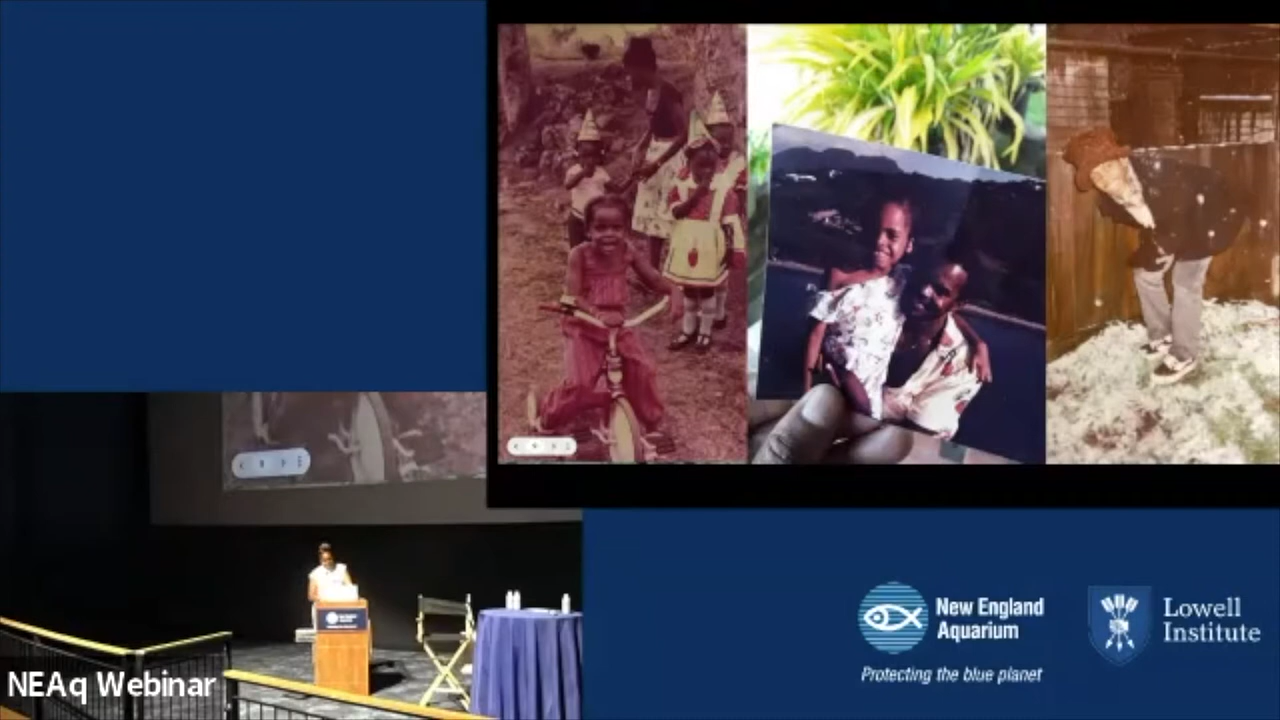 NEAq Webinar
New England
Aquarium
Protecting the blue planet
Lowell
Institute